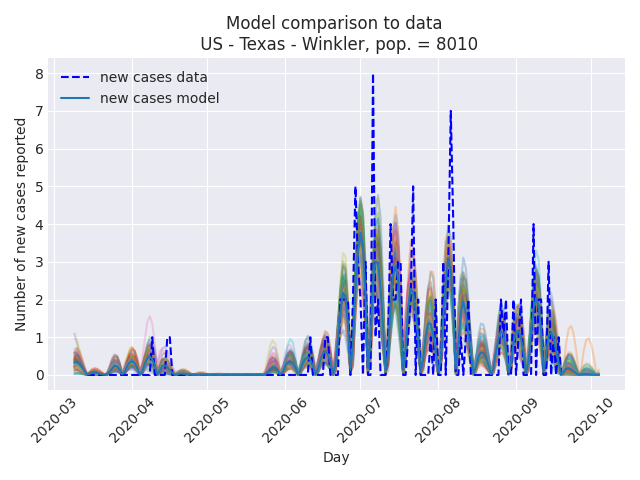 Model comparison to data
US - Texas - Winkler, pop. = 8010
new cases data
new cases model
Number of new cases reported
8
7
6
5
4
3
2
1
0
2020-03
2020-04
2020-05
2020-06
2020-07
2020-08
2020-09
2020-10
Day